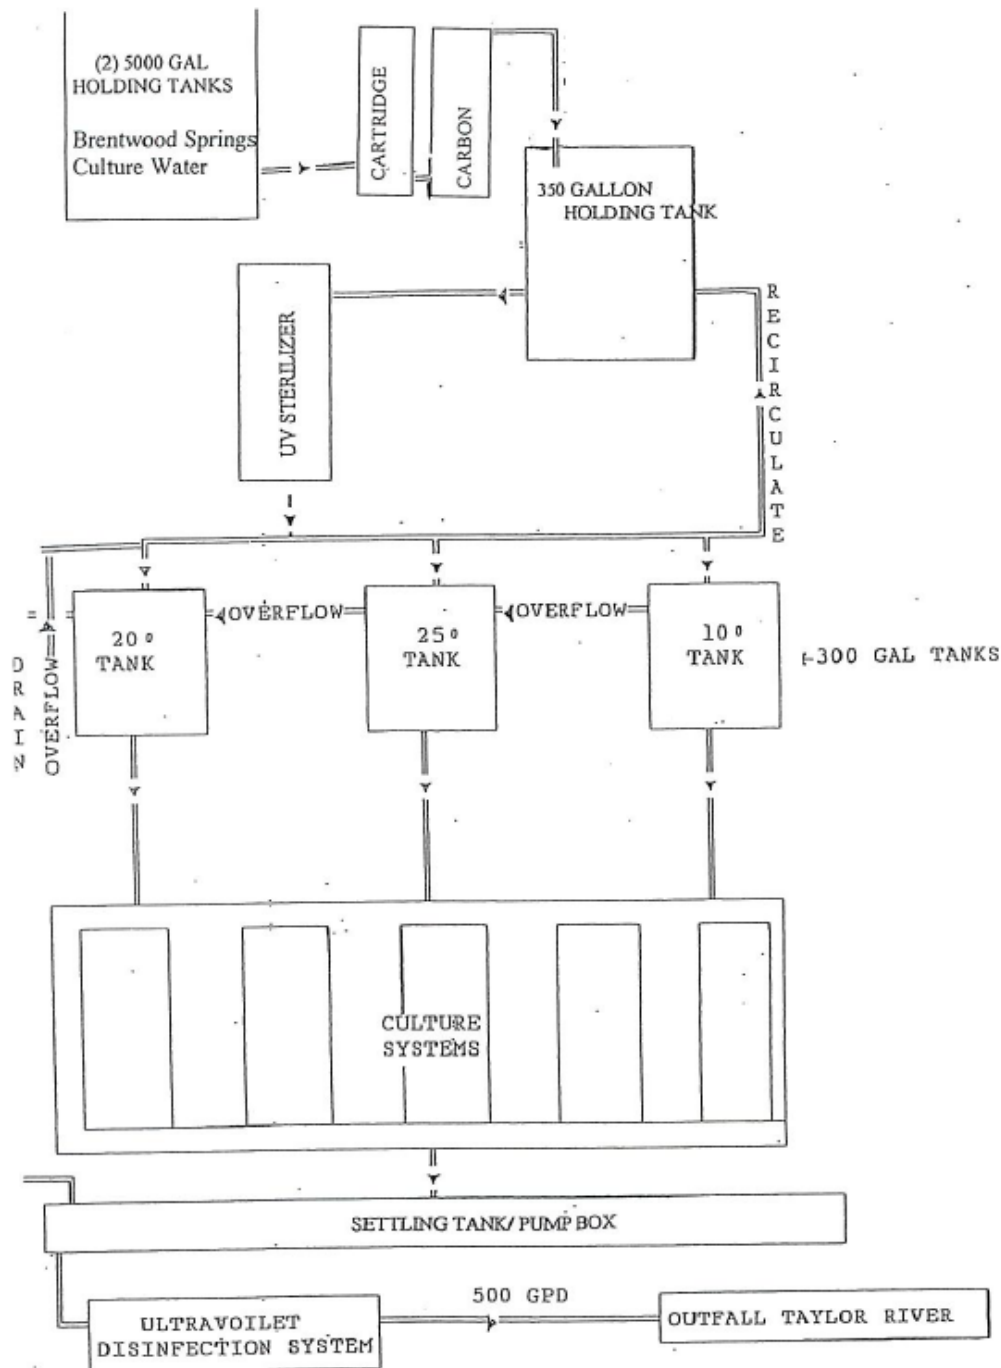 (2) 5000 GAL
HOLDING TANKS
Brentwood Springs
Culture Water
CARTRIDGE
CARBON
350 GALLON
HOLDING TANK
UV STERILIZER
RECIRCULATE
OVERFLOW
OVERFLOW
20°
TANK
25°
TANK
10°
TANK
300 GAL TANKS
DRAIN
OVERFLOW
CULTURE
SYSTEMS
SETTLING TANK/ PUMP BOX
500 GPD
ULTRAVOILET
DISINFECTION SYSTEM
OUTFALL TAYLOR RIVER